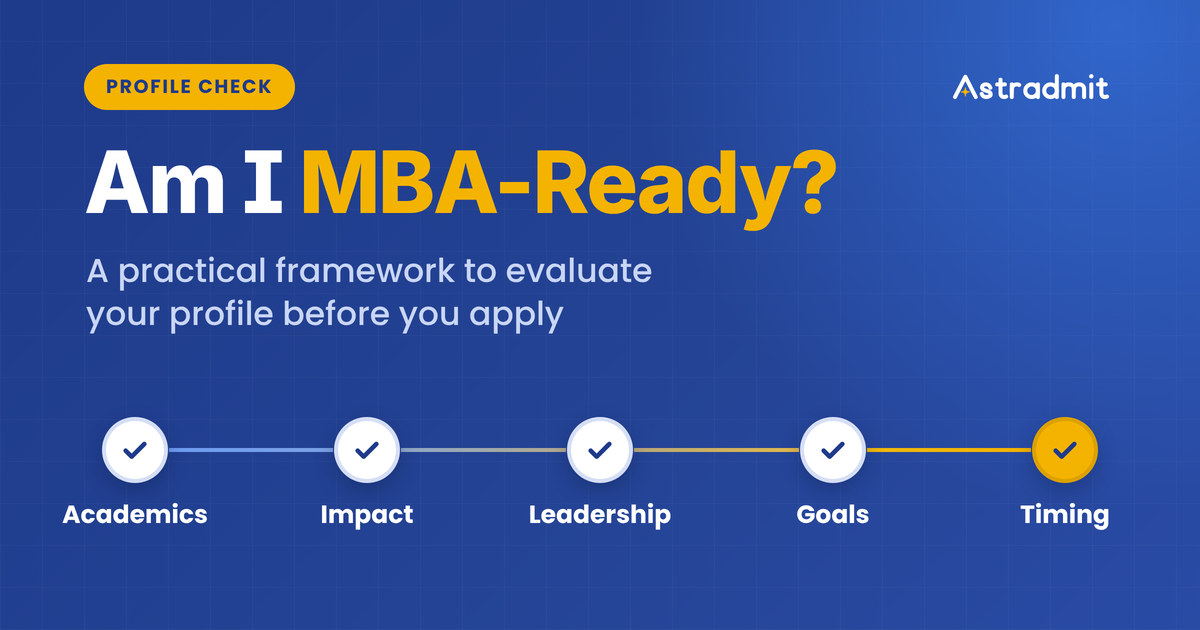 PROFILE CHECK
Astradmit
Am I MBA-Ready?
A practical framework to evaluate
your profile before you apply
Academics
Impact
Leadership
Goals
Timing